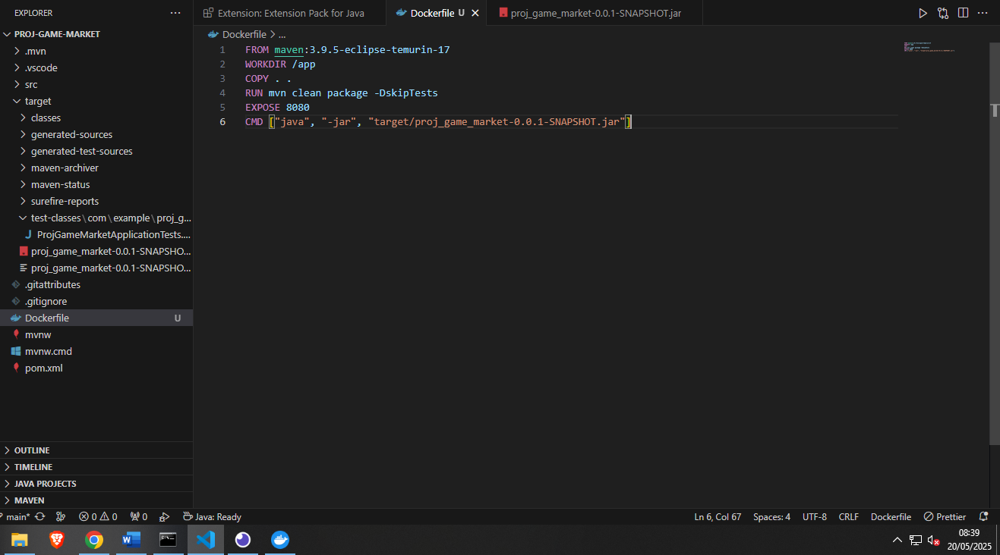 EXPLORER
PROJ-GAME-MARKET
.mvn
.vscode
src
target
classes
generated-sources
generated-test-sources
maven-archiver
maven-status
surefire-reports
test-classes\com\example\proj_g...
J ProjGameMarketApplicationTests....
proj_game_market-0.0.1-SNAPSHO...
proj_game_market-0.0.1-SNAPSHO...
.gitattributes
.gitignore
Dockerfile U
mvnw
mvnw.cmd
pom.xml
OUTLINE
TIMELINE
JAVA PROJECTS
MAVEN
Extension: Extension Pack for Java
Dockerfile U
proj_game_market-0.0.1-SNAPSHOT.jar
Dockerfile > ...
1 FROM maven:3.9.5-eclipse-temurin-17
2 WORKDIR /app
3 COPY . .
4 RUN mvn clean package -DskipTests
5 EXPOSE 8080
6 CMD ["java", "-jar", "target/proj_game_market-0.0.1-SNAPSHOT.jar"]
main* 0 0 0 Java: Ready Ln 6, Col 67 Spaces: 4 UTF-8 CRLF Dockerfile Prettier
W
08:39
20/05/2025